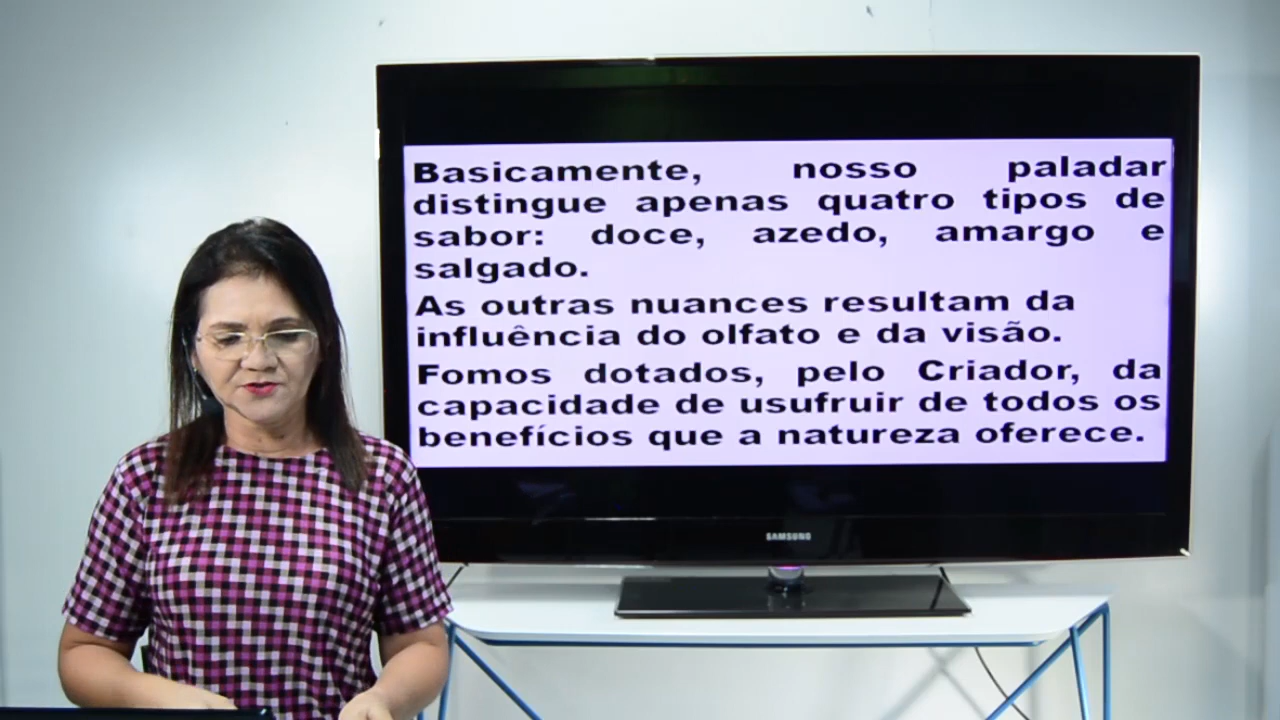 Basicamente, nosso paladar
distingue apenas quatro tipos de
sabor: doce, azedo, amargo e
salgado.
As outras nuances resultam da
influência do olfato e da visão.
Fomos dotados, pelo Criador, da
capacidade de usufruir de todos os
benefícios que a natureza oferece.
SAMSUNG